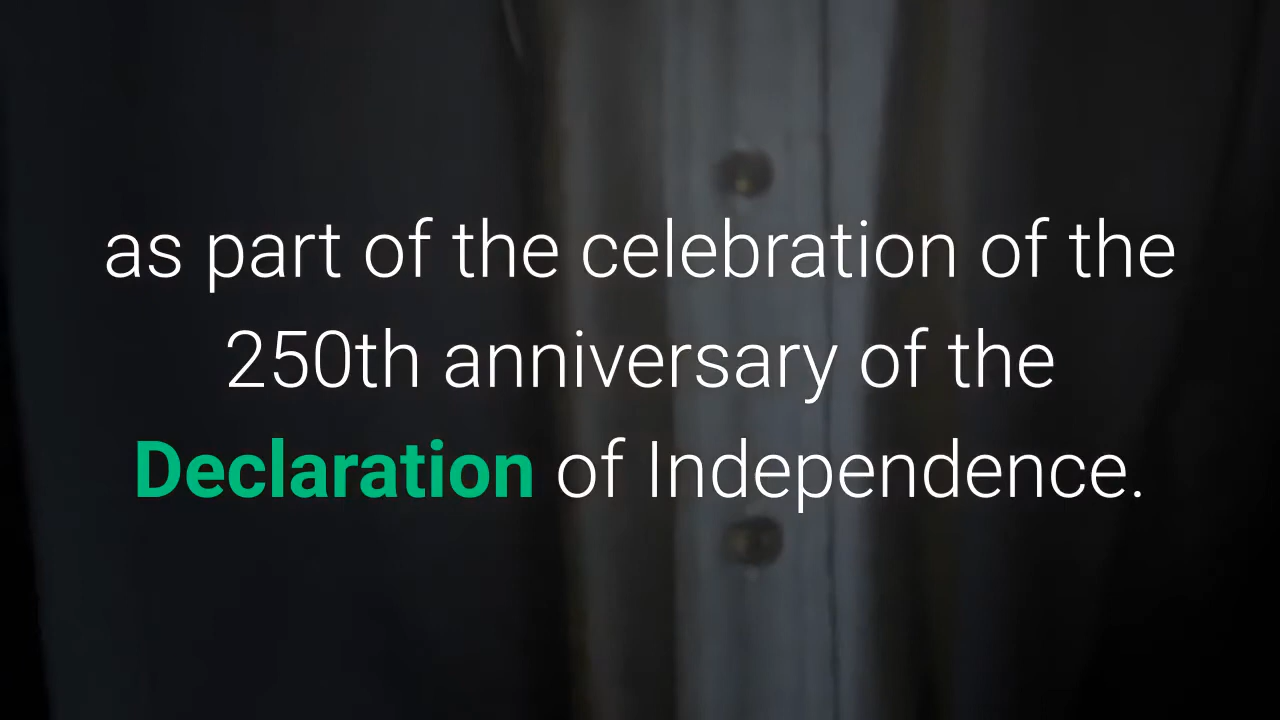 as part of the celebration of the
250th anniversary of the
Declaration of Independence.